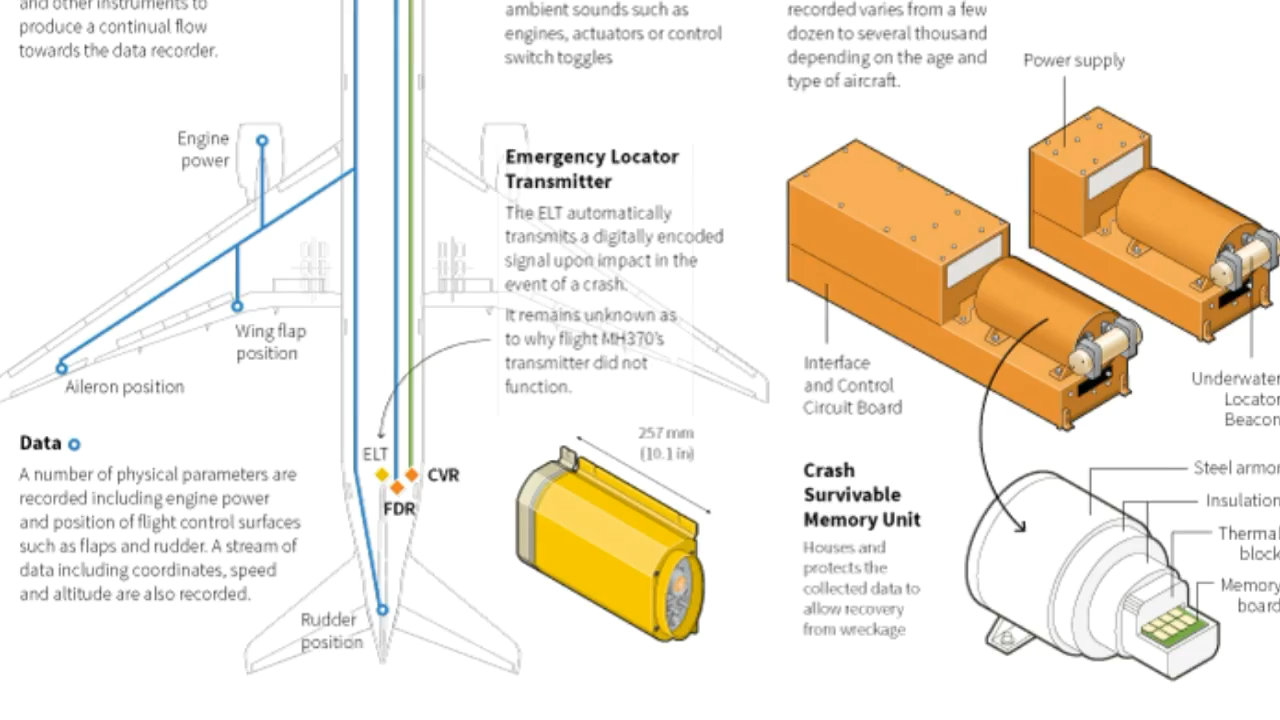 and other instruments to
produce a continual flow
towards the data recorder.
ambient sounds such as
engines, actuators or control
switch toggles
recorded varies from a few
dozen to several thousand
depending on the age and
type of aircraft.
Power supply
Engine
power
Emergency Locator
Transmitter
The ELT automatically
transmits a digitally encoded
signal upon impact in the
event of a crash.
It remains unknown as
to why flight MH370's
transmitter did not
function.
Wing flap
position
Aileron position
Interface
and Control
Circuit Board
Underwater
Locator
Beacon
Data
A number of physical parameters are
recorded including engine power
and position of flight control surfaces
such as flaps and rudder. A stream of
data including coordinates, speed
and altitude are also recorded.
ELT
CVR
FDR
257 mm
(10.1 in)
Rudder
position
Crash
Survivable
Memory Unit
Houses and
protects the
collected data to
allow recovery
from wreckage
Steel armor
Insulation
Thermal
block
Memory
board